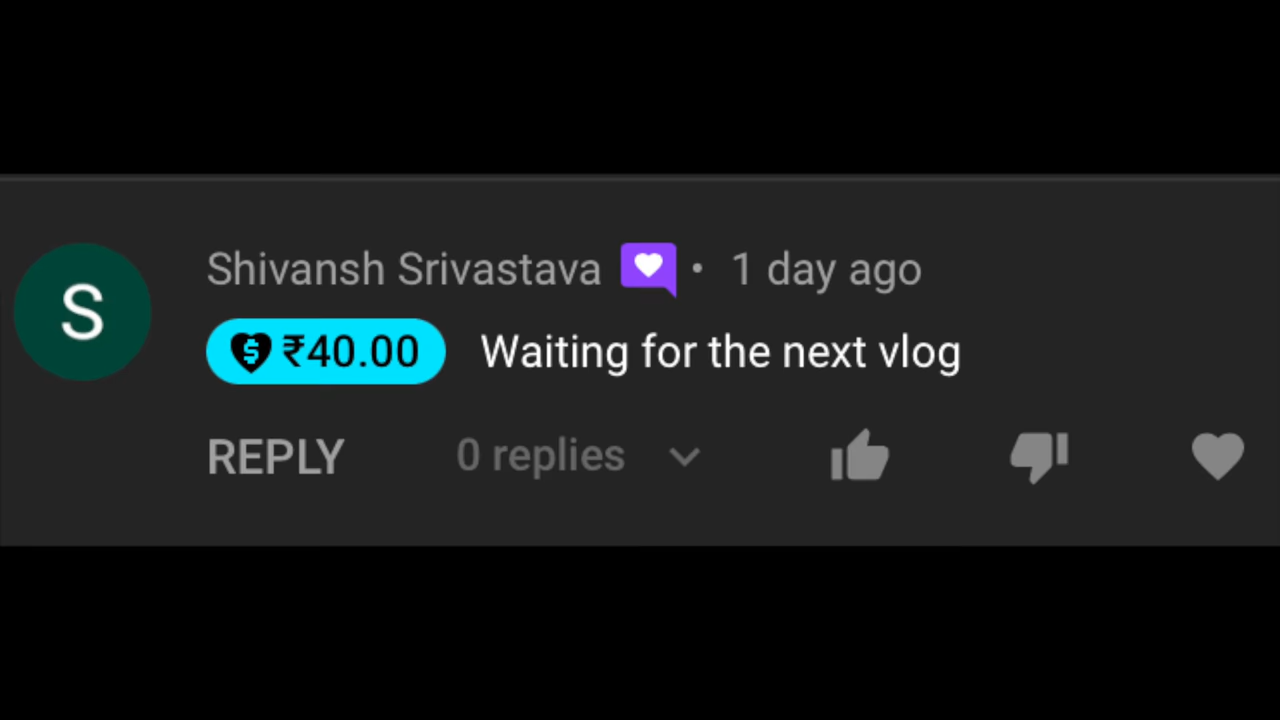 S
Shivansh Srivastava • 1 day ago
₹40.00 Waiting for the next vlog
REPLY 0 replies